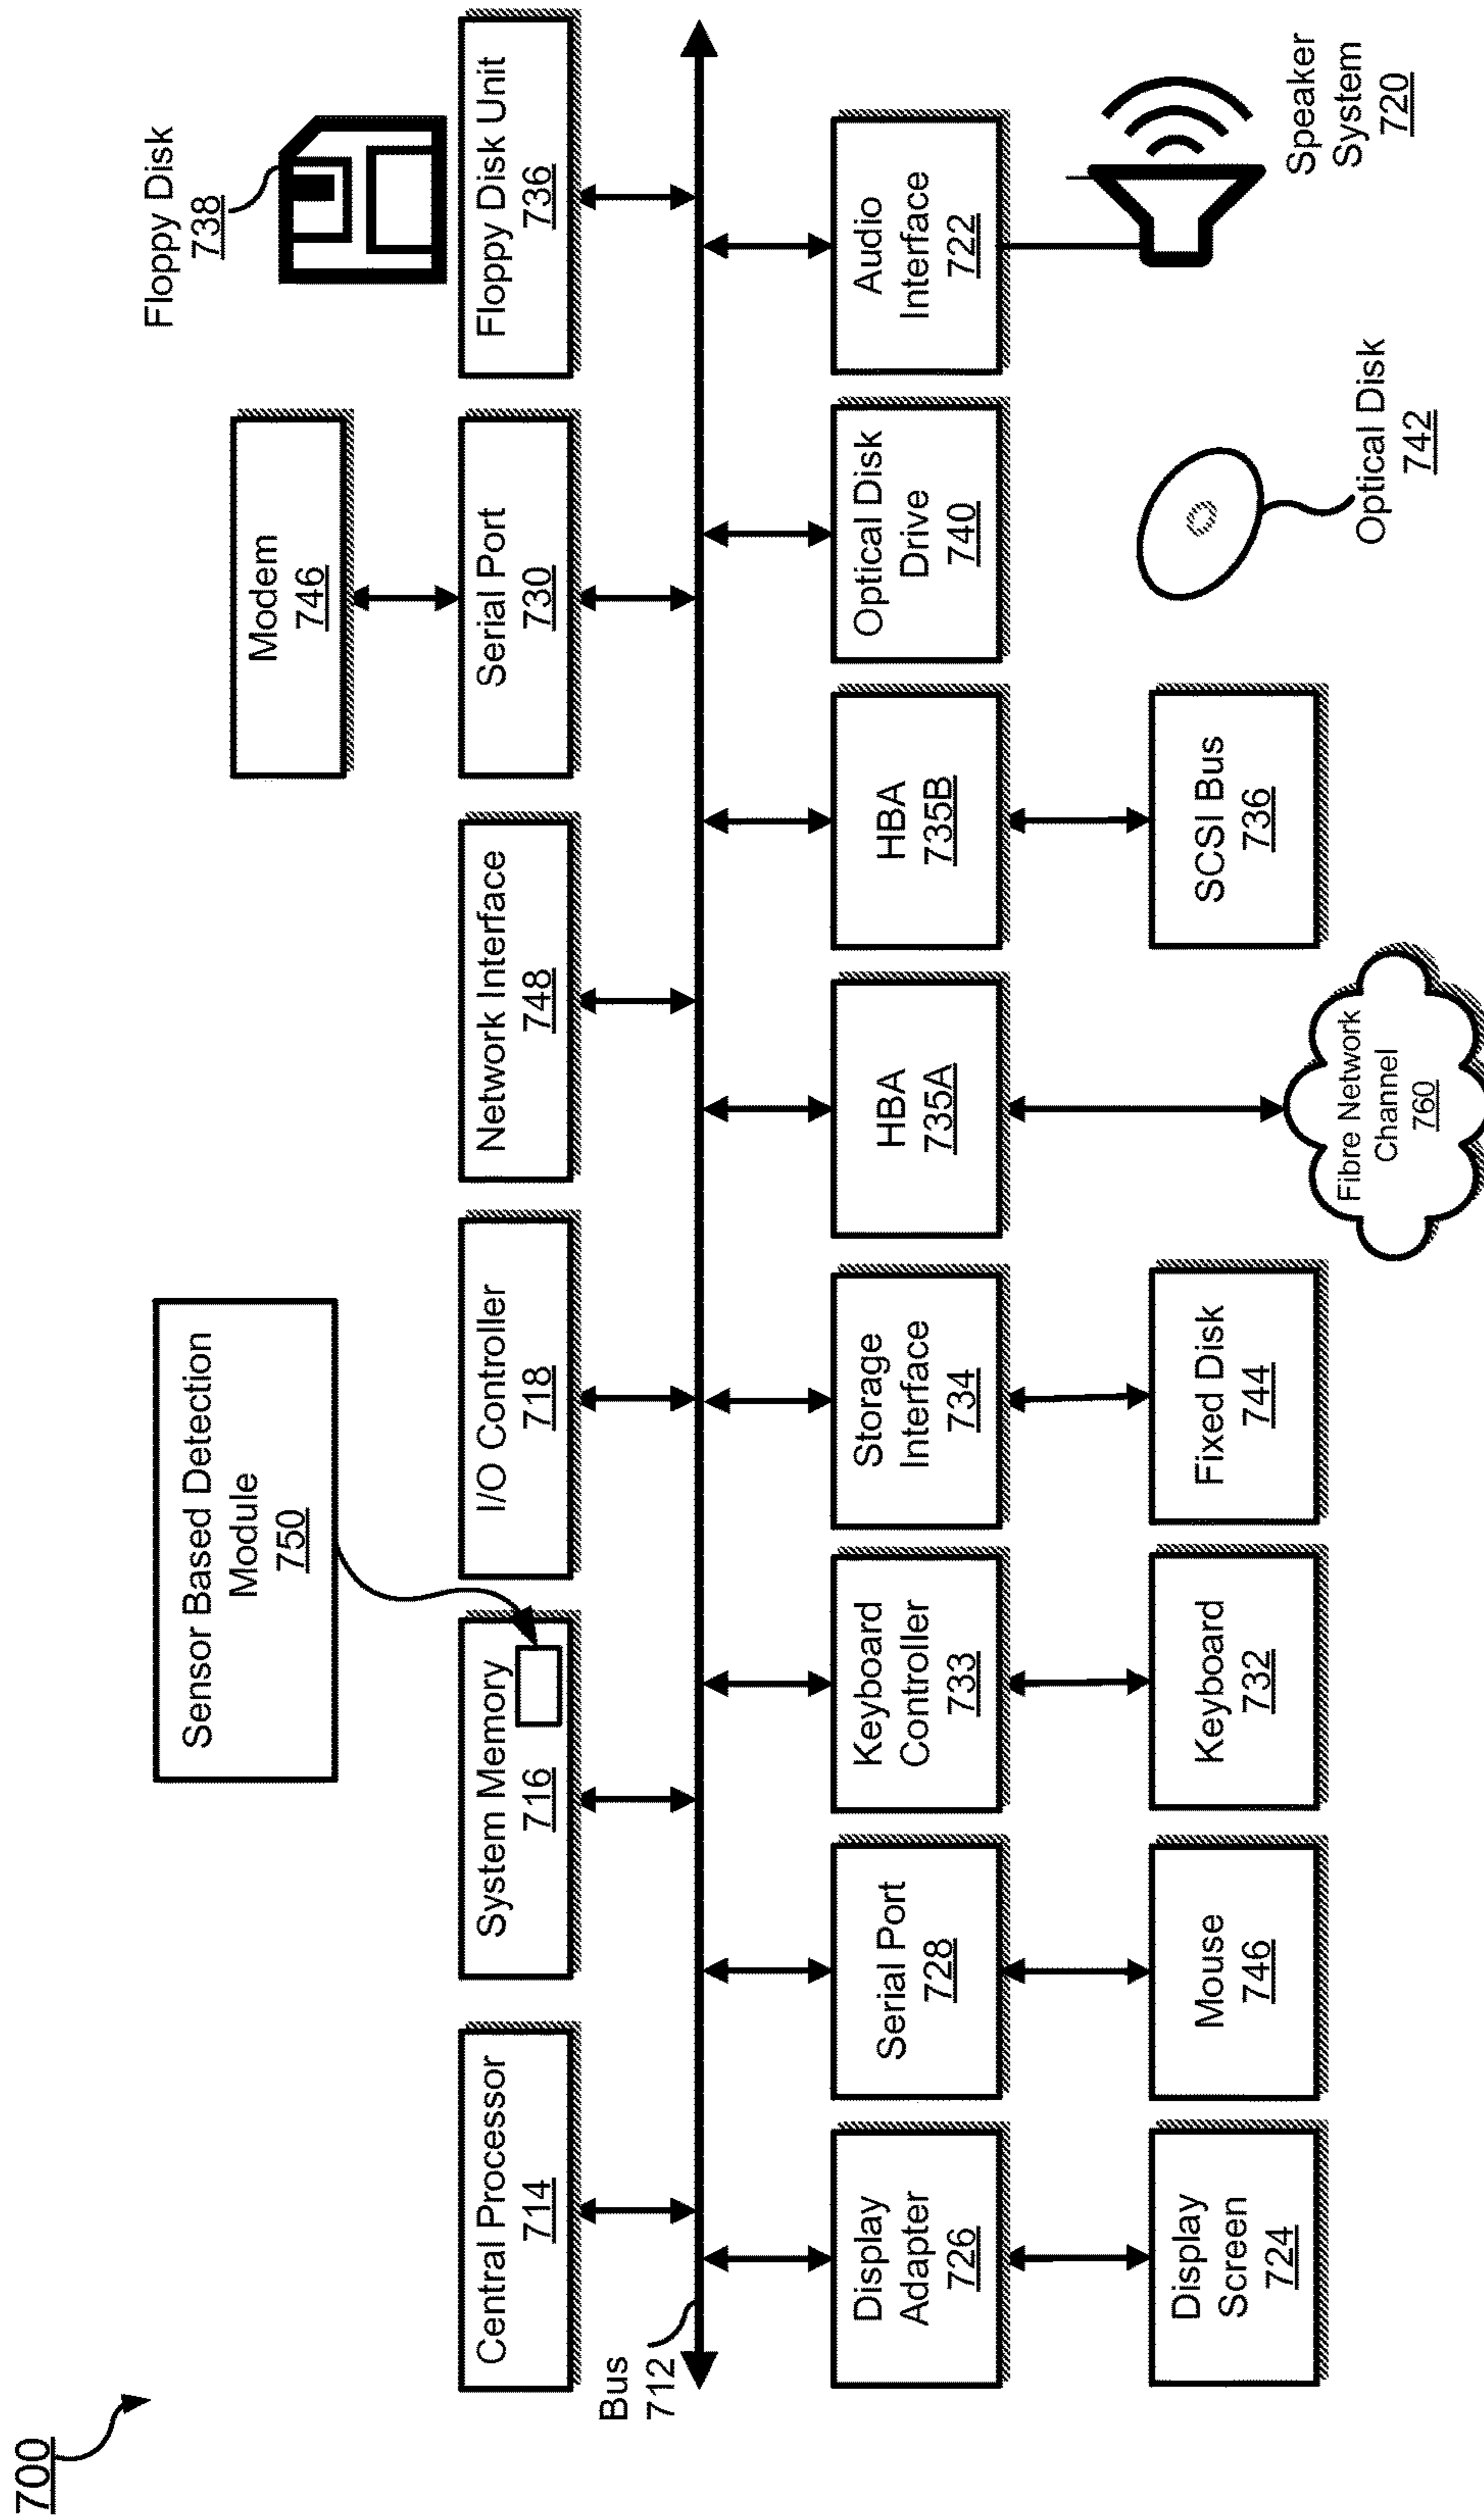 700
Sensor Based Detection
Module
750
Modem
746
Floppy Disk
738
Central Processor
714
System Memory
716
I/O Controller
718
Network Interface
748
Serial Port
730
Floppy Disk Unit
736
Bus
712
Display
Adapter
726
Serial Port
728
Keyboard
Controller
733
Storage
Interface
734
HBA
735A
HBA
735B
Optical Disk
Drive
740
Audio
Interface
722
Display
Screen
724
Mouse
746
Keyboard
732
Fixed Disk
744
Fibre Network
Channel
760
SCSI Bus
736
Optical Disk
742
Speaker
System
720